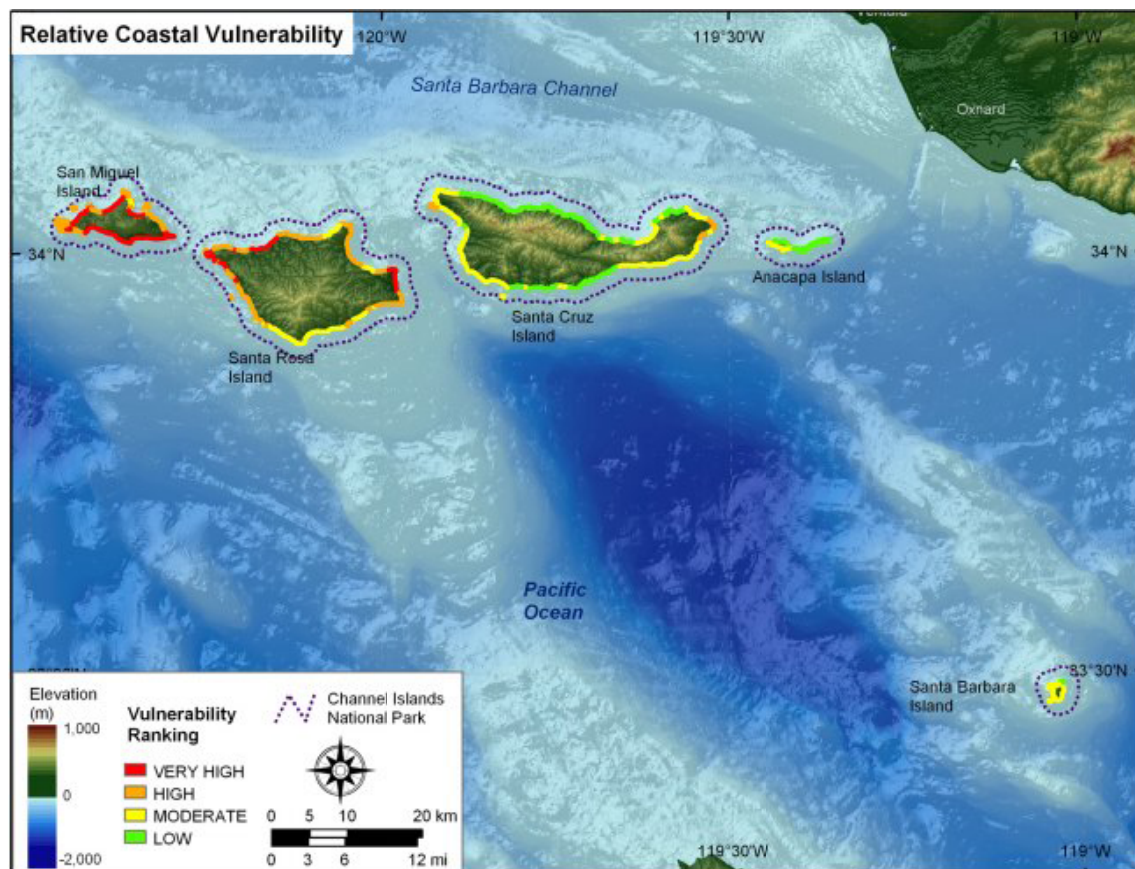 Relative Coastal Vulnerability
120°W
119°30'W
119°W
Santa Barbara Channel
Oxnard
San Miguel
Island
34°N
34°N
Anacapa Island
Santa Cruz
Island
Santa Rosa
Island
Pacific
Ocean
33°30'N
Santa Barbara
Island
Elevation
(m)
1,000
0
-2,000
Vulnerability
Ranking
VERY HIGH
HIGH
MODERATE
LOW
Channel Islands
National Park
0 5 10 20 km
0 3 6 12 mi
119°30'W
119°W